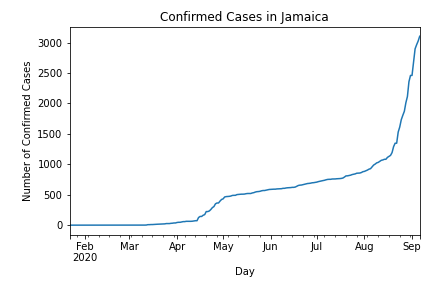 Confirmed Cases in Jamaica
3000
2500
2000
1500
1000
500
0
Number of Confirmed Cases
Feb Mar Apr May Jun Jul Aug Sep
2020
Day